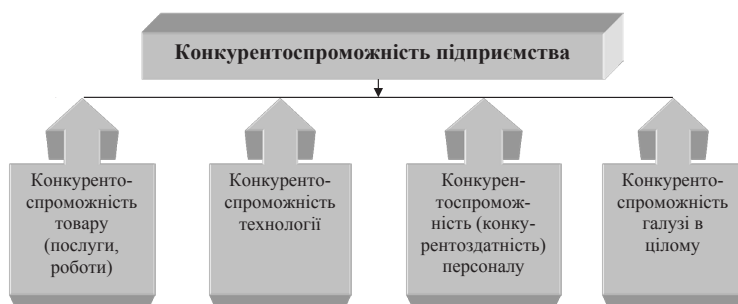 Конкурентоспроможність підприємства
Конкуренто-
спроможність
товару
(послуги,
роботи)
Конкуренто-
спроможність
технології
Конкурен-
тоспромож-
ність (конку-
рентоздатність)
персоналу
Конкуренто-
спроможність
галузі в
цілому